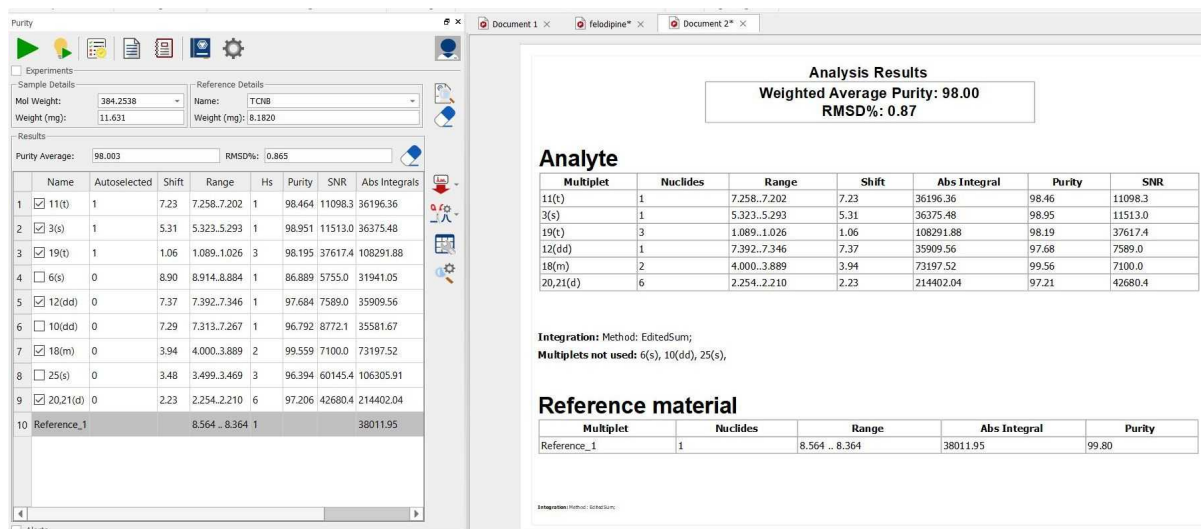 Purity
Experiments
Sample Details
Mol Weight: 384.2538
Weight (mg): 11.631
Reference Details
Name: TCNB
Weight (mg): 8.1820
Results
Purity Average: 98.003 RMSD%: 0.865
Name Autoselected Shift Range Hs Purity SNR Abs Integrals
1 11(t) 1 7.23 7.258..7.202 1 98.464 11098.3 36196.36
2 3(s) 1 5.31 5.323..5.293 1 98.951 11513.0 36375.48
3 19(t) 1 1.06 1.089..1.026 3 98.195 37617.4 108291.88
4 6(s) 0 8.90 8.914..8.884 1 86.889 5755.0 31941.05
5 12(dd) 0 7.37 7.392..7.346 1 97.684 7589.0 35909.56
6 10(dd) 0 7.29 7.313..7.267 1 96.792 8772.1 35581.67
7 18(m) 0 3.94 4.000..3.889 2 99.559 7100.0 73197.52
8 25(s) 0 3.48 3.499..3.469 3 96.394 60145.4 106305.91
9 20,21(d) 0 2.23 2.254..2.210 6 97.206 42680.4 214402.04
10 Reference_1 8.564 .. 8.364 1 38011.95
Document 1 felodipine* Document 2*
Analysis Results
Weighted Average Purity: 98.00
RMSD%: 0.87
Analyte
Multiplet Nuclides Range Shift Abs Integral Purity SNR
11(t) 1 7.258..7.202 7.23 36196.36 98.46 11098.3
3(s) 1 5.323..5.293 5.31 36375.48 98.95 11513.0
19(t) 3 1.089..1.026 1.06 108291.88 98.19 37617.4
12(dd) 1 7.392..7.346 7.37 35909.56 97.68 7589.0
18(m) 2 4.000..3.889 3.94 73197.52 99.56 7100.0
20,21(d) 6 2.254..2.210 2.23 214402.04 97.21 42680.4
Integration: Method: EditedSum;
Multiplets not used: 6(s), 10(dd), 25(s),
Reference material
Multiplet Nuclides Range Abs Integral Purity
Reference_1 1 8.564 .. 8.364 38011.95 99.80
Integration: Method : EditedSum;